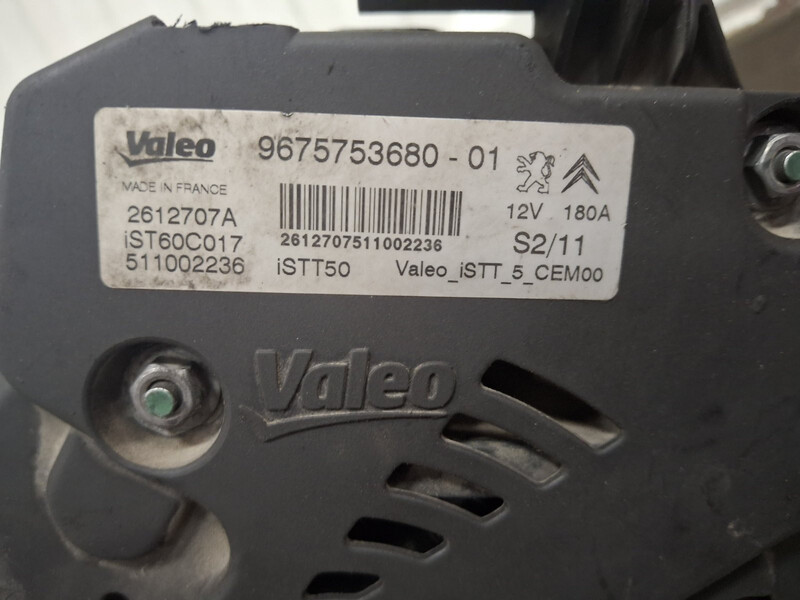 Valeo 9675753680 - 01
MADE IN FRANCE
12V 180A
2612707A
iST60C017 2612707511002236 S2/11
511002236 iSTT50 Valeo_iSTT_5_CEM00
Valeo